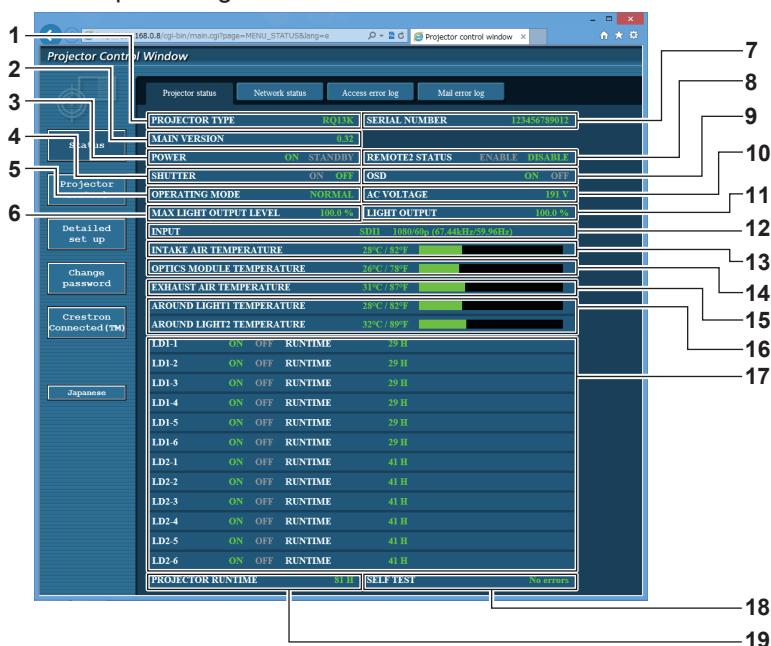 168.0.8/cgi-bin/main.cgi?page=MENU_STATUS&lang=e
Projector control window ×
Projector Control Window
Projector status Network status Access error log Mail error log
Status
Projector
Detailed
set up
Change
password
Crestron
Connected(TM)
Japanese
PROJECTOR TYPE RQ13K SERIAL NUMBER 123456789012
MAIN VERSION 0.32
POWER ON STANDBY REMOTE2 STATUS ENABLE DISABLE
SHUTTER ON OFF OSD ON OFF
OPERATING MODE NORMAL AC VOLTAGE 191 V
MAX LIGHT OUTPUT LEVEL 100.0 % LIGHT OUTPUT 100.0 %
INPUT SDI1 1080/60p (67.44kHz/59.96Hz)
INTAKE AIR TEMPERATURE 28°C / 82°F
OPTICS MODULE TEMPERATURE 26°C / 78°F
EXHAUST AIR TEMPERATURE 31°C / 87°F
AROUND LIGHT1 TEMPERATURE 28°C / 82°F
AROUND LIGHT2 TEMPERATURE 32°C / 89°F
LD1-1 ON OFF RUNTIME 29 H
LD1-2 ON OFF RUNTIME 29 H
LD1-3 ON OFF RUNTIME 29 H
LD1-4 ON OFF RUNTIME 29 H
LD1-5 ON OFF RUNTIME 29 H
LD1-6 ON OFF RUNTIME 29 H
LD2-1 ON OFF RUNTIME 41 H
LD2-2 ON OFF RUNTIME 41 H
LD2-3 ON OFF RUNTIME 41 H
LD2-4 ON OFF RUNTIME 41 H
LD2-5 ON OFF RUNTIME 41 H
LD2-6 ON OFF RUNTIME 41 H
PROJECTOR RUNTIME 81 H SELF TEST No errors
1
2
3
4
5
6
7
8
9
10
11
12
13
14
15
16
17
18
19